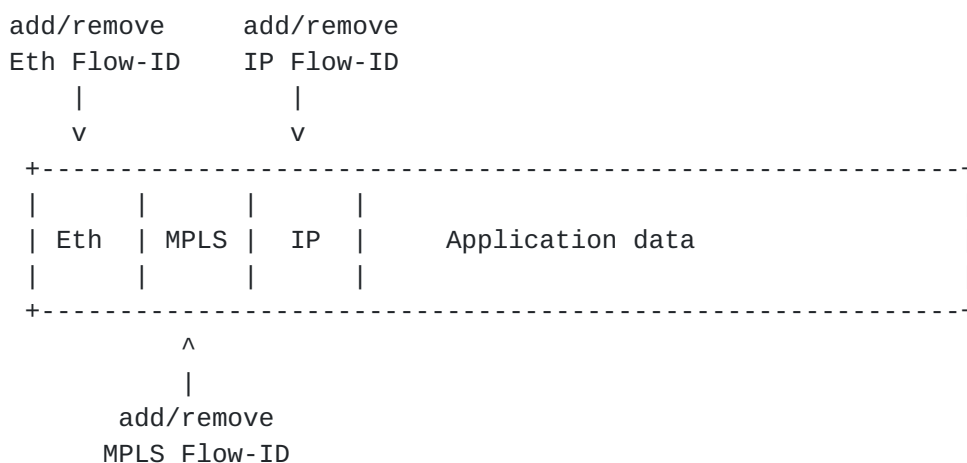 add/remove     add/remove
Eth Flow-ID    IP Flow-ID
Eth MPLS IP Application data
add/remove
MPLS Flow-ID